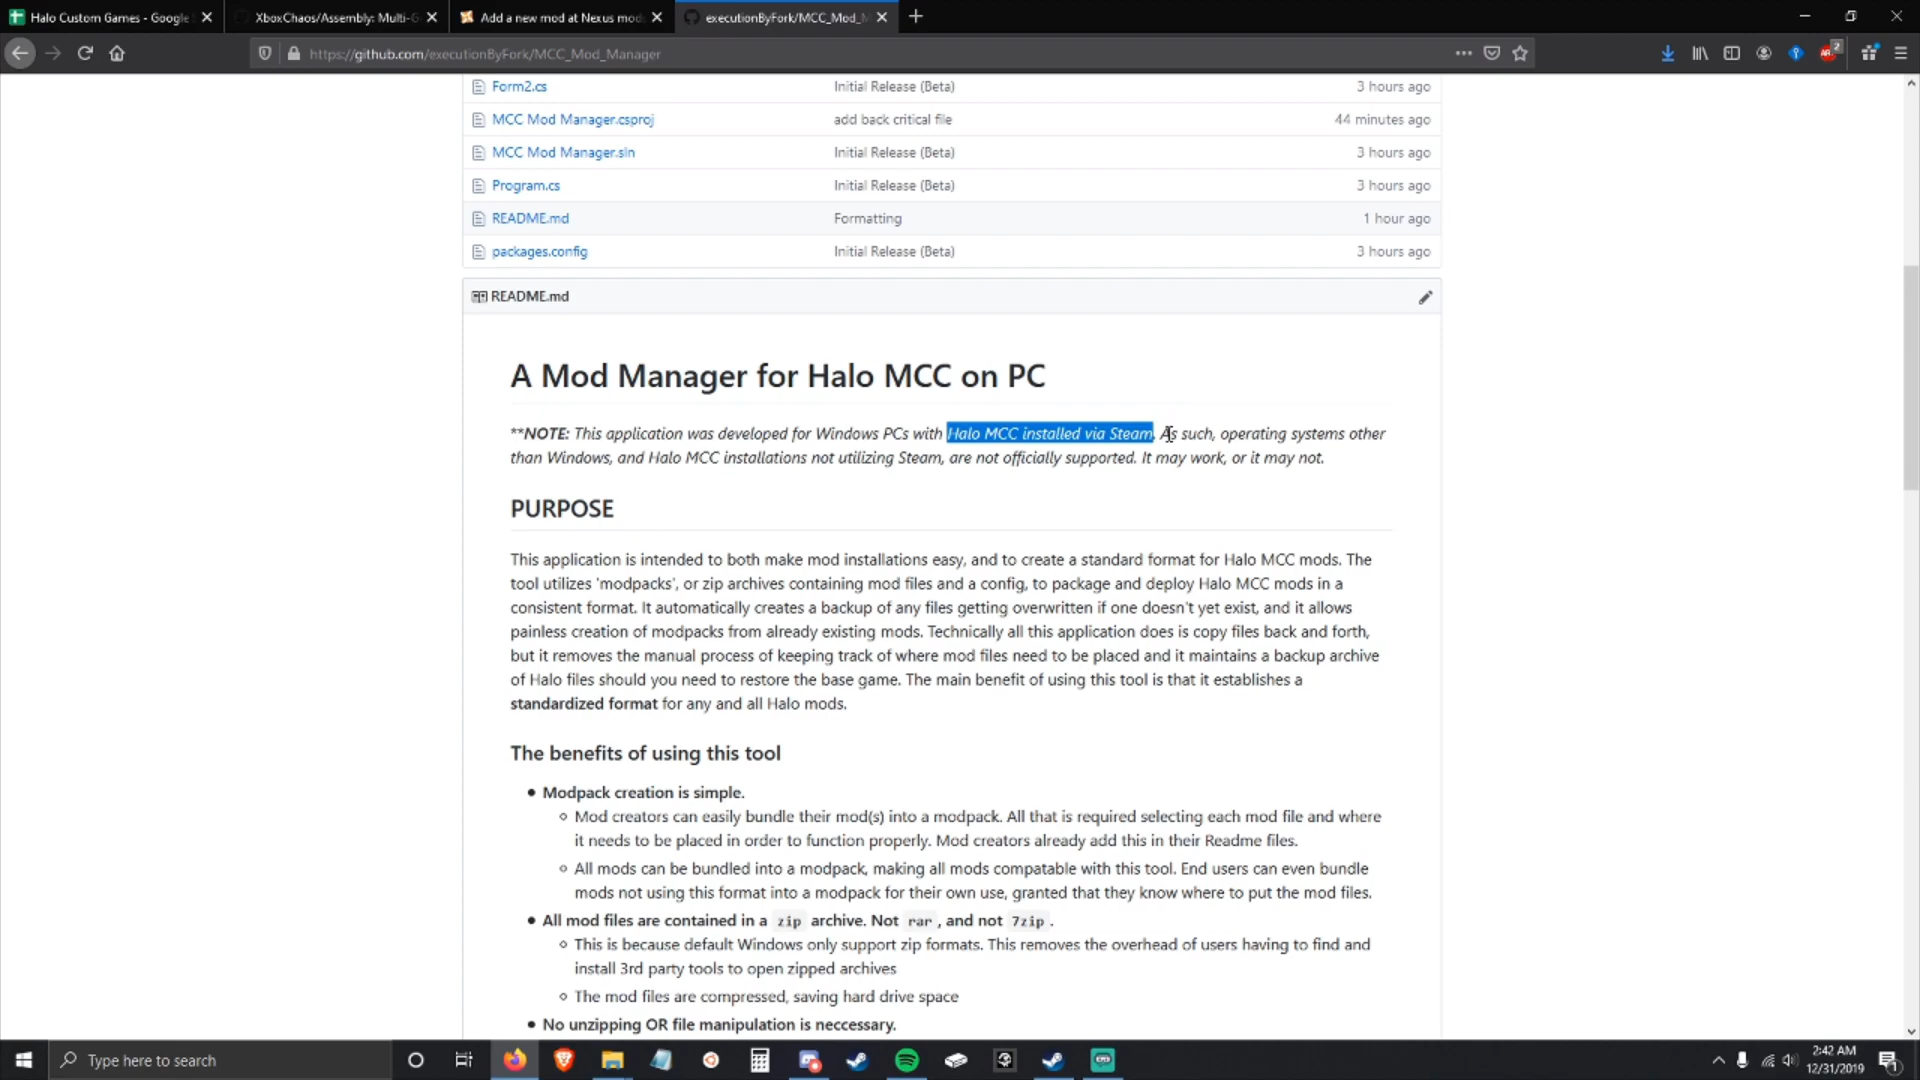 Halo Custom Games - Google
XboxChaos/Assembly: Multi-G
Add a new mod at Nexus mod
executionByFork/MCC_Mod_M
https://github.com/executionByFork/MCC_Mod_Manager
2
Form2.cs Initial Release (Beta) 3 hours ago
MCC Mod Manager.csproj add back critical file 44 minutes ago
MCC Mod Manager.sln Initial Release (Beta) 3 hours ago
Program.cs Initial Release (Beta) 3 hours ago
README.md Formatting 1 hour ago
packages.config Initial Release (Beta) 3 hours ago
README.md
A Mod Manager for Halo MCC on PC
**NOTE: This application was developed for Windows PCs with Halo MCC installed via Steam. As such, operating systems other
than Windows, and Halo MCC installations not utilizing Steam, are not officially supported. It may work, or it may not.
PURPOSE
This application is intended to both make mod installations easy, and to create a standard format for Halo MCC mods. The
tool utilizes 'modpacks', or zip archives containing mod files and a config, to package and deploy Halo MCC mods in a
consistent format. It automatically creates a backup of any files getting overwritten if one doesn't yet exist, and it allows
painless creation of modpacks from already existing mods. Technically all this application does is copy files back and forth,
but it removes the manual process of keeping track of where mod files need to be placed and it maintains a backup archive
of Halo files should you need to restore the base game. The main benefit of using this tool is that it establishes a
standardized format for any and all Halo mods.
The benefits of using this tool
Modpack creation is simple.
Mod creators can easily bundle their mod(s) into a modpack. All that is required selecting each mod file and where
it needs to be placed in order to function properly. Mod creators already add this in their Readme files.
All mods can be bundled into a modpack, making all mods compatable with this tool. End users can even bundle
mods not using this format into a modpack for their own use, granted that they know where to put the mod files.
All mod files are contained in a zip archive. Not rar, and not 7zip.
This is because default Windows only support zip formats. This removes the overhead of users having to find and
install 3rd party tools to open zipped archives
The mod files are compressed, saving hard drive space
No unzipping OR file manipulation is neccessary.
Type here to search
2:42 AM
12/31/2019
1